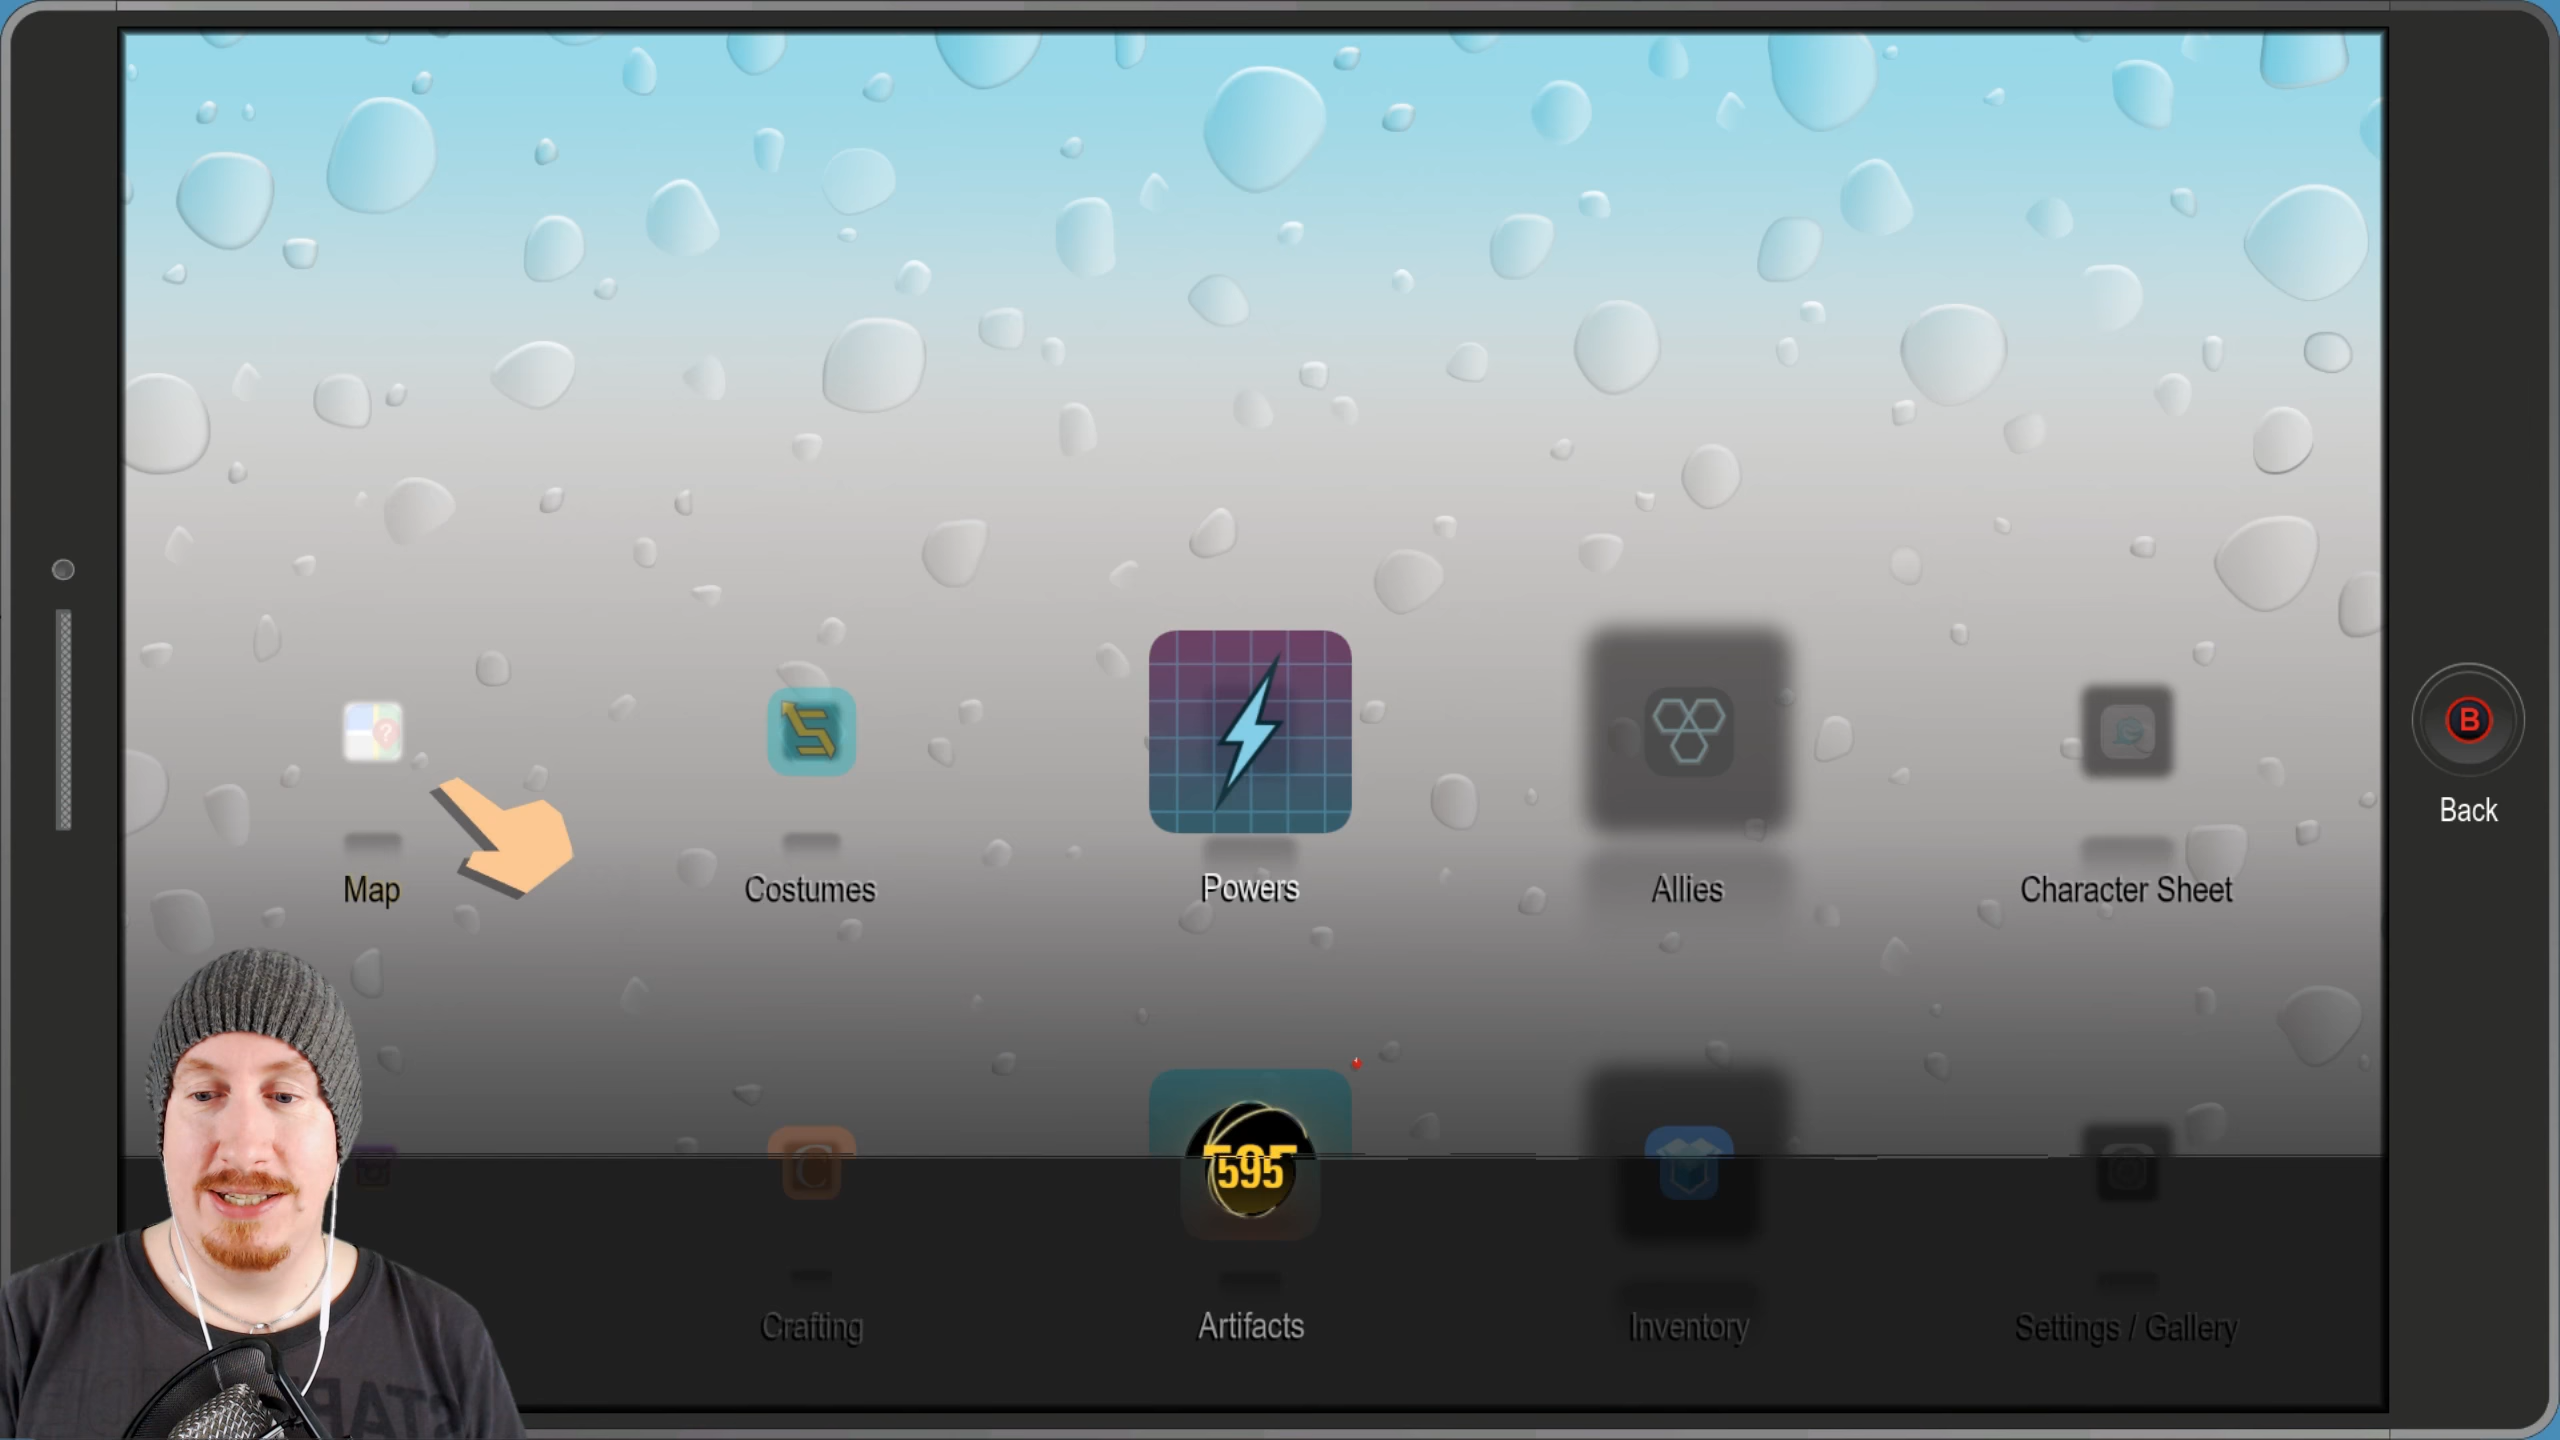 ?
S
B
Back
Map
Costumes
Powers
Allies
Character Sheet
C
595
Crafting
Artifacts
Inventory
Settings / Gallery